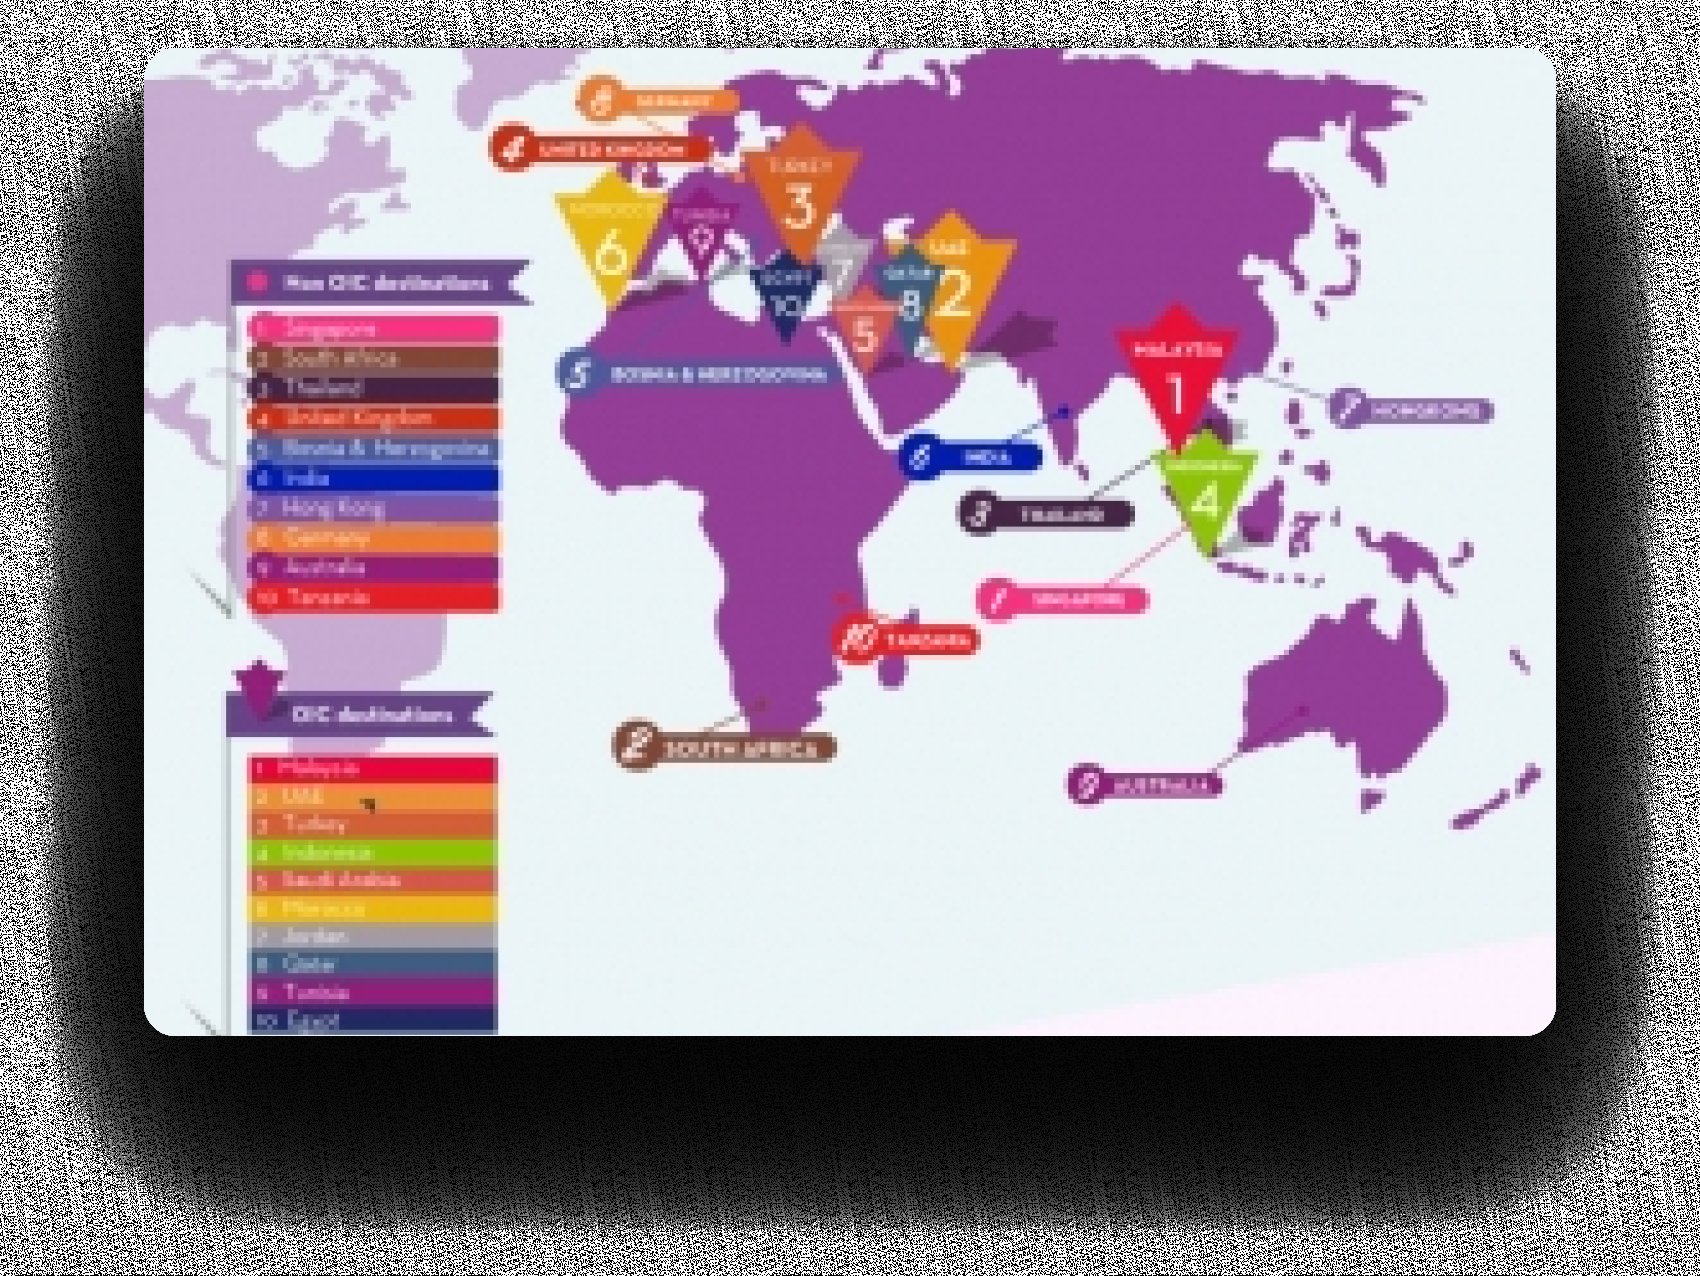 8 GERMANY
4 UNITED KINGDOM
TURKEY
3
MOROCCO
6
TUNISIA
9
UAE
2
7
QATAR
8
EGYPT
10
5
Non OIC destinations
1 Singapore
2 South Africa
3 Thailand
4 United Kingdom
5 Bosnia & Herzegovina
6 India
7 Hong Kong
8 Germany
9 Australia
10 Tanzania
MALAYSIA
1
5 BOSNIA & HERZEGOVINA
7 HONGKONG
6 INDIA
INDONESIA
4
3 THAILAND
1 SINGAPORE
10 TANZANIA
2 SOUTH AFRICA
9 AUSTRALIA
OIC destinations
1 Malaysia
2 UAE
3 Turkey
4 Indonesia
5 Saudi Arabia
6 Morocco
7 Jordan
8 Qatar
9 Tunisia
10 Egypt